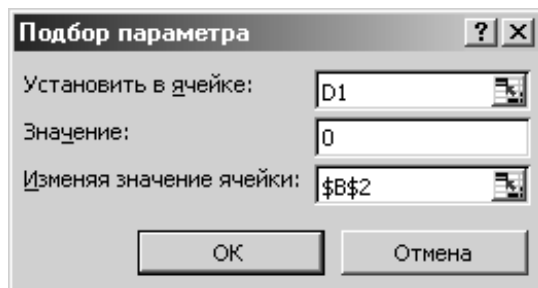 Подбор параметра
Установить в ячейке: D1
Значение: 0
Изменяя значение ячейки: $B$2
ОК Отмена